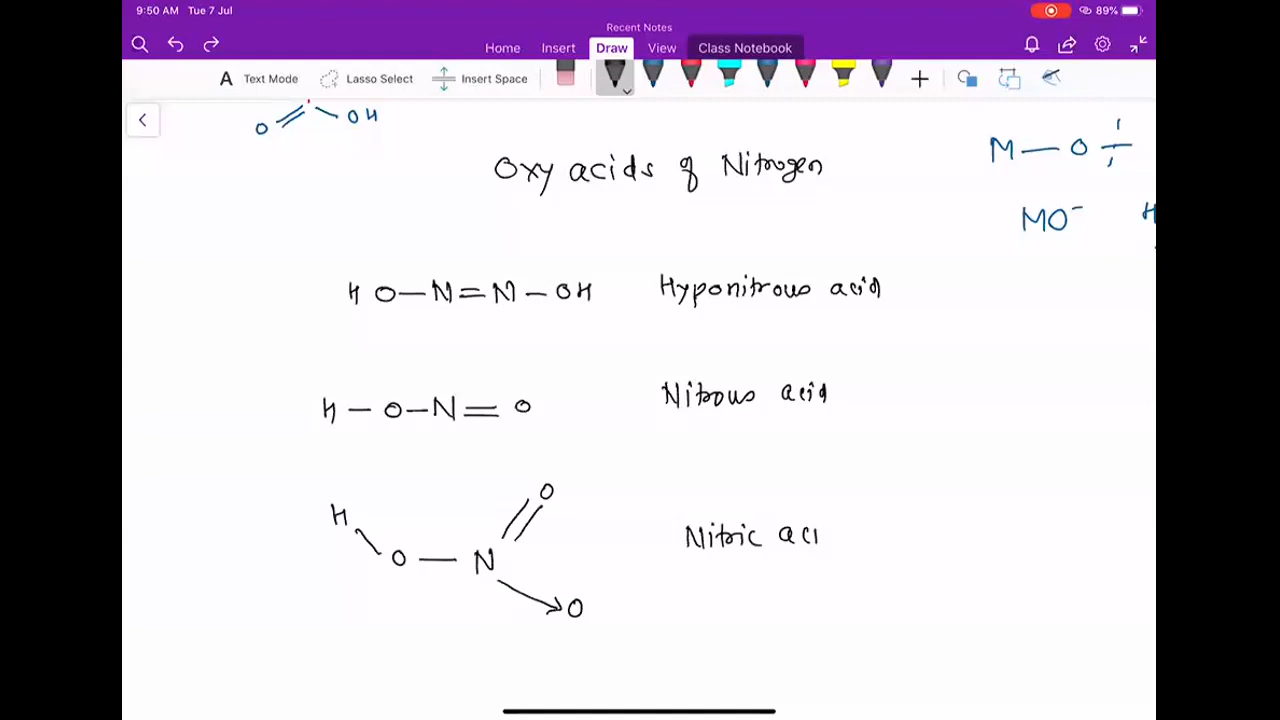 9:50 AM Tue 7 Jul
89%
Recent Notes
Home Insert Draw View Class Notebook
A Text Mode Lasso Select Insert Space
O OH
Oxy acids of Nitrogen
M — O
MO⁻ H
HO—N=N—OH Hyponitrous acid
H—O—N=O Nitrous acid
O
H
O—N Nitric aci
O